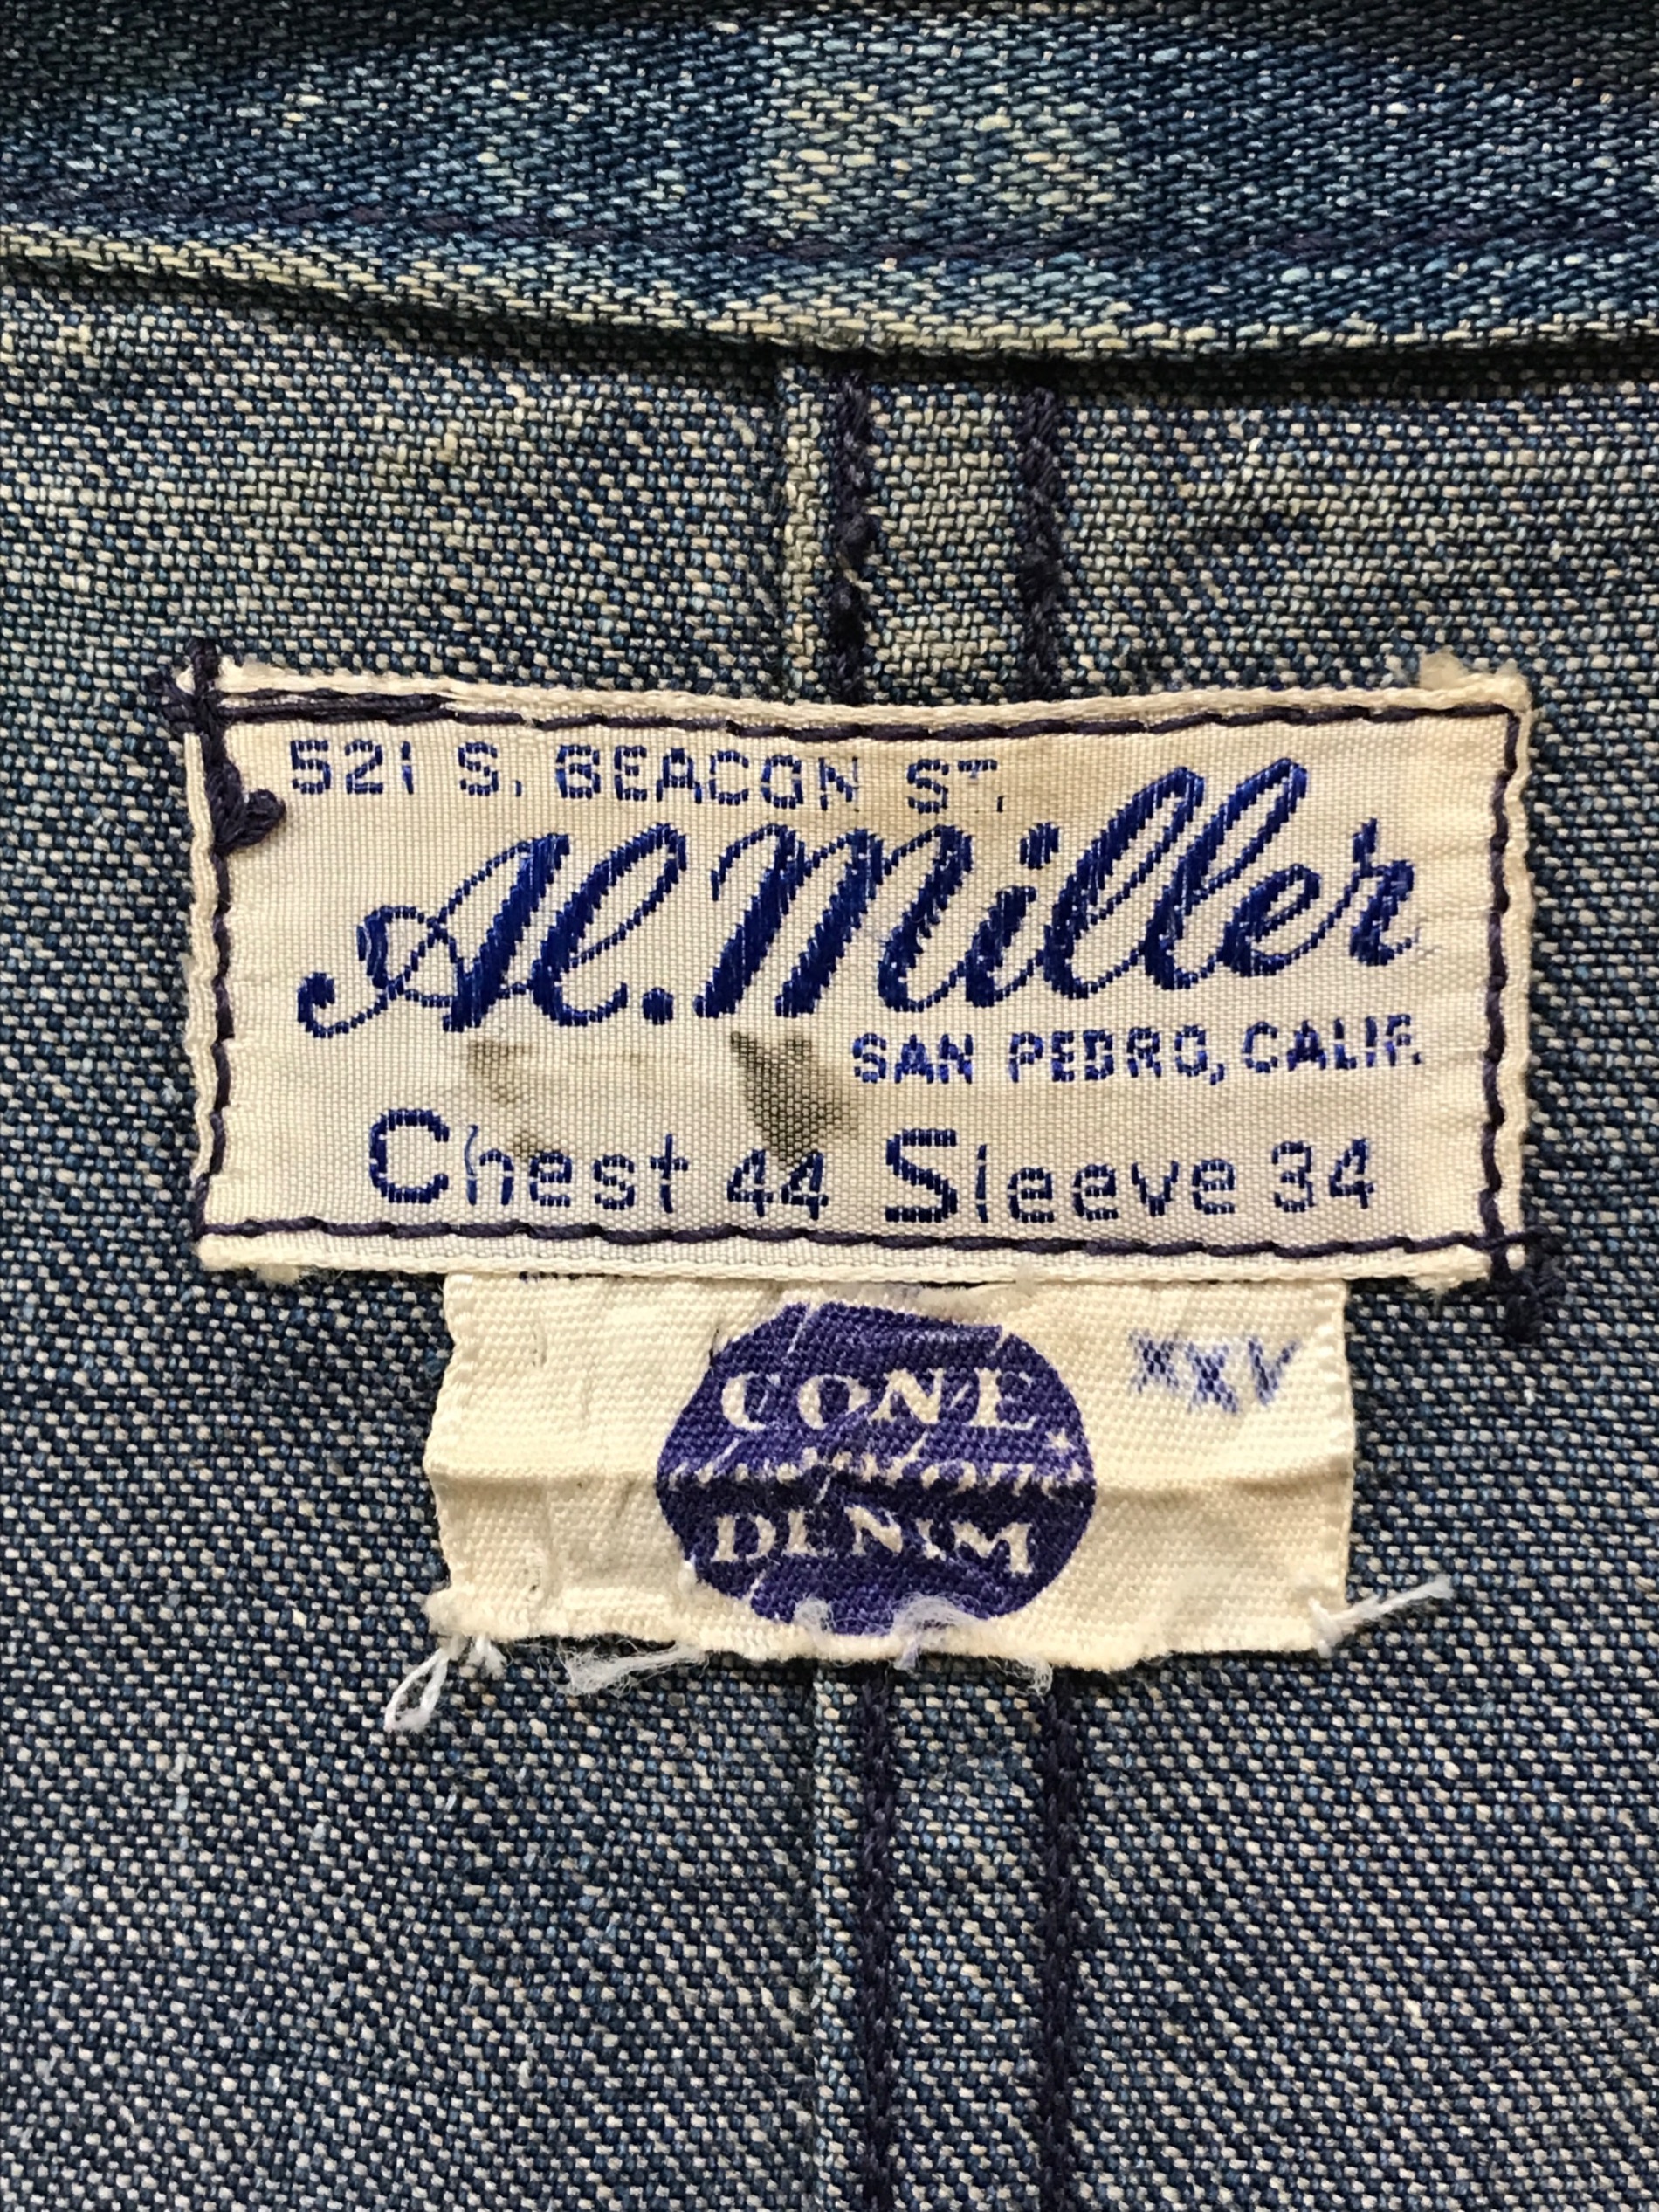 521 S. BEACON ST.
Al. Miller
SAN PEDRO, CALIF.
Chest 44 Sleeve 34
XXV
CONE
DENIM